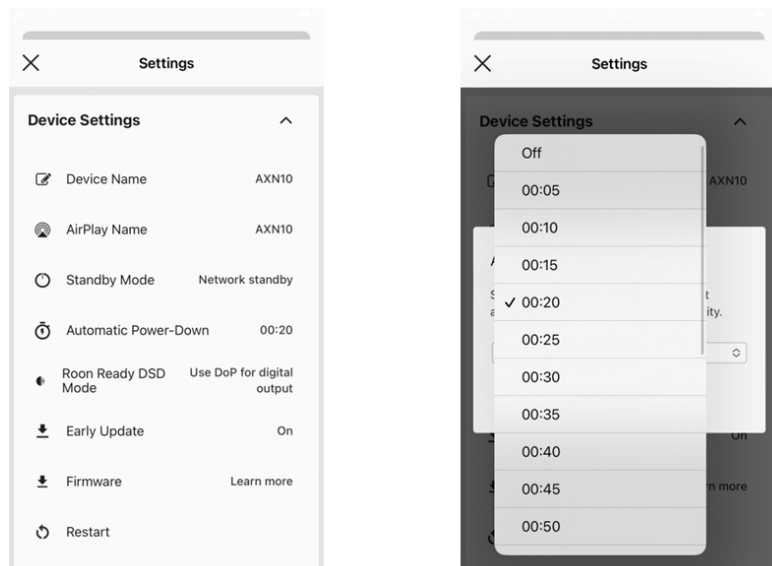 Settings
Device Settings
Device Name AXN10
AirPlay Name AXN10
Standby Mode Network standby
Automatic Power-Down 00:20
Roon Ready DSD Mode Use DoP for digital output
Early Update On
Firmware Learn more
Restart
Settings
Device Settings
Off
AXN10
00:05
00:10
00:15
00:20
ity.
00:25
00:30
00:35
00:40
On
00:45
more
00:50